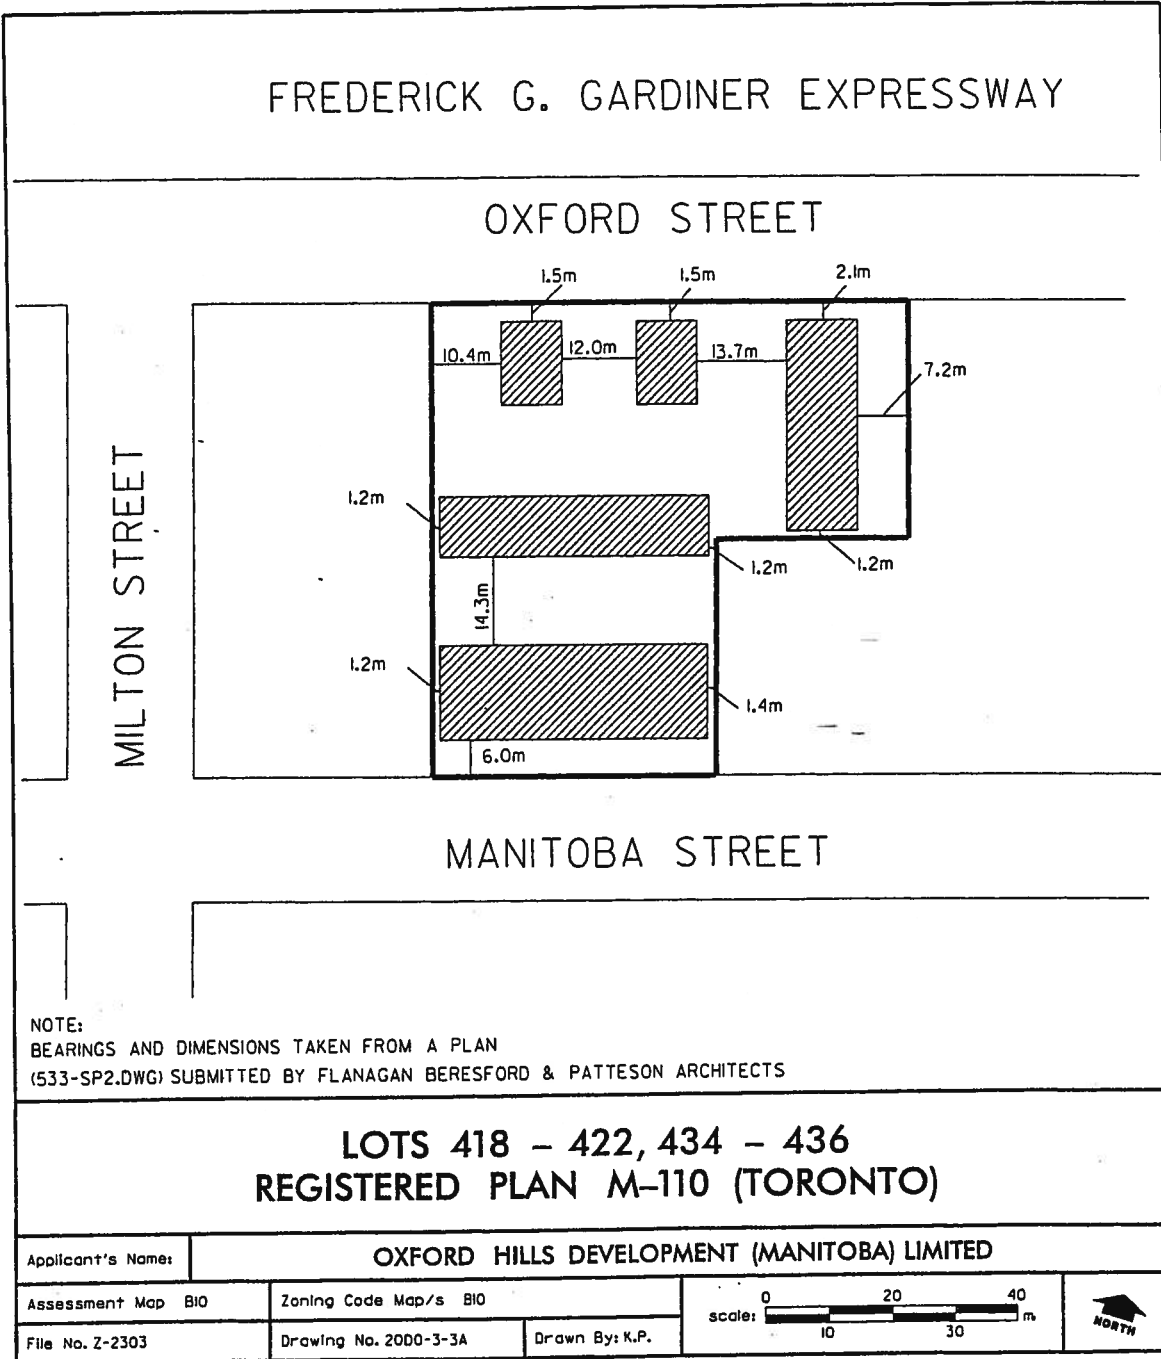 FREDERICK G. GARDINER EXPRESSWAY
OXFORD STREET
1.5m
1.5m
2.1m
10.4m
12.0m
13.7m
7.2m
MILTON STREET
1.2m
1.2m
1.2m
14.3m
1.2m
1.4m
6.0m
MANITOBA STREET
NOTE:
BEARINGS AND DIMENSIONS TAKEN FROM A PLAN
(533-SP2.DWG) SUBMITTED BY FLANAGAN BERESFORD & PATTESON ARCHITECTS
LOTS 418 – 422, 434 – 436
REGISTERED PLAN M–110 (TORONTO)
Applicant's Name: OXFORD HILLS DEVELOPMENT (MANITOBA) LIMITED
Assessment Map B10
Zoning Code Map/s B10
File No. Z-2303
Drawing No. 2000-3-3A
Drawn By: K.P.
0 20 40
scale: m.
10 30
NORTH